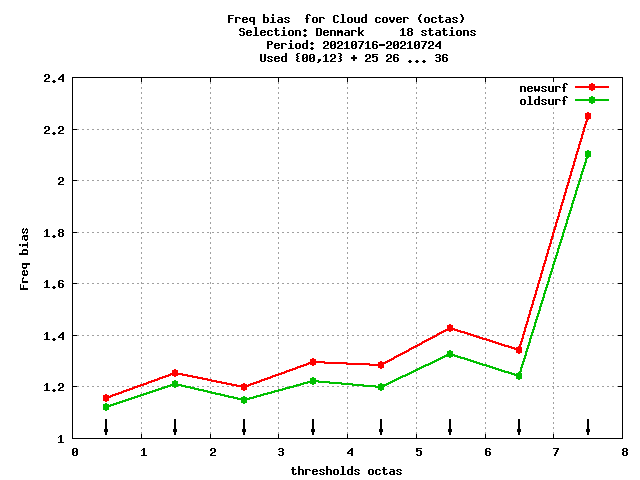 Freq bias  for Cloud cover (octas)
Selection: Denmark     18 stations
Period: 20210716-20210724
Used {00,12} + 25 26 ... 36
newsurf
oldsurf
2.4
2.2
2
1.8
1.6
1.4
1.2
1
Freq bias
0 1 2 3 4 5 6 7 8
thresholds octas